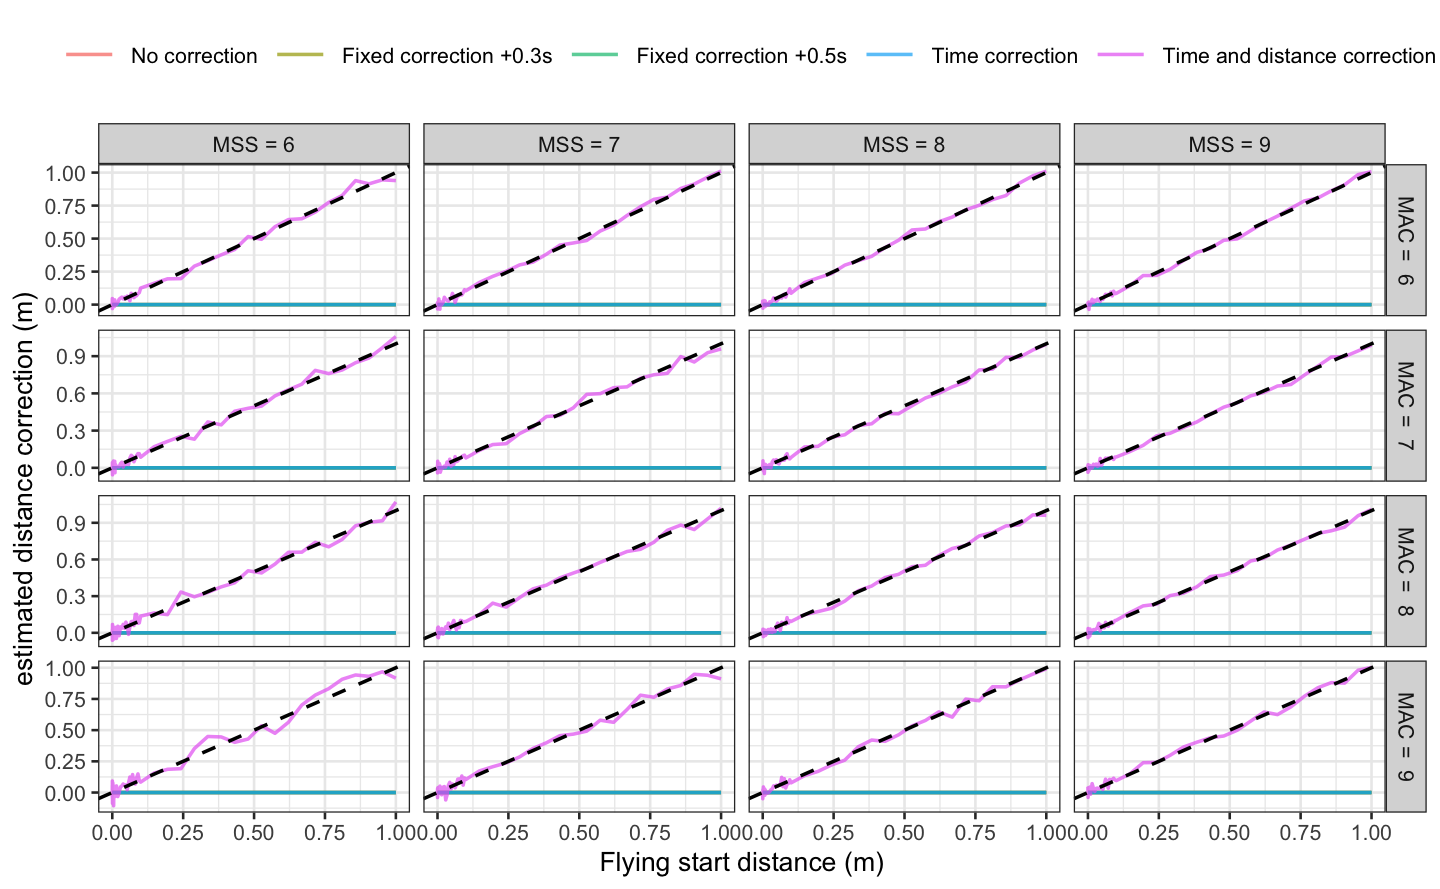 No correction Fixed correction +0.3s Fixed correction +0.5s Time correction Time and distance correction
MSS = 6 MSS = 7 MSS = 8 MSS = 9
estimated distance correction (m)
1.00
0.75
0.50
0.25
0.00
MAC = 6
0.9
0.6
0.3
0.0
MAC = 7
0.9
0.6
0.3
0.0
MAC = 8
1.00
0.75
0.50
0.25
0.00
MAC = 9
0.00 0.25 0.50 0.75 1.00 0.00 0.25 0.50 0.75 1.00 0.00 0.25 0.50 0.75 1.00 0.00 0.25 0.50 0.75 1.00
Flying start distance (m)